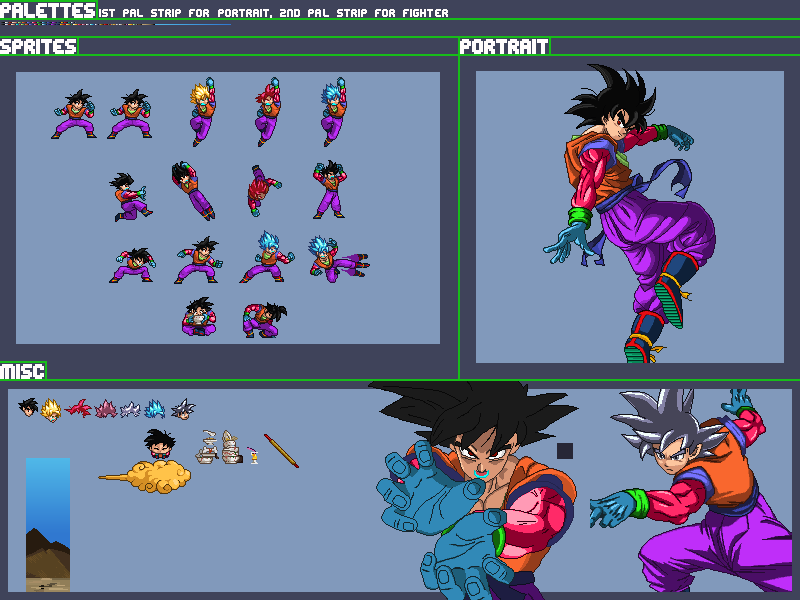 PALETTES 1ST PAL STRIP FOR PORTRAIT, 2ND PAL STRIP FOR FIGHTER
SPRITES
PORTRAIT
MISC